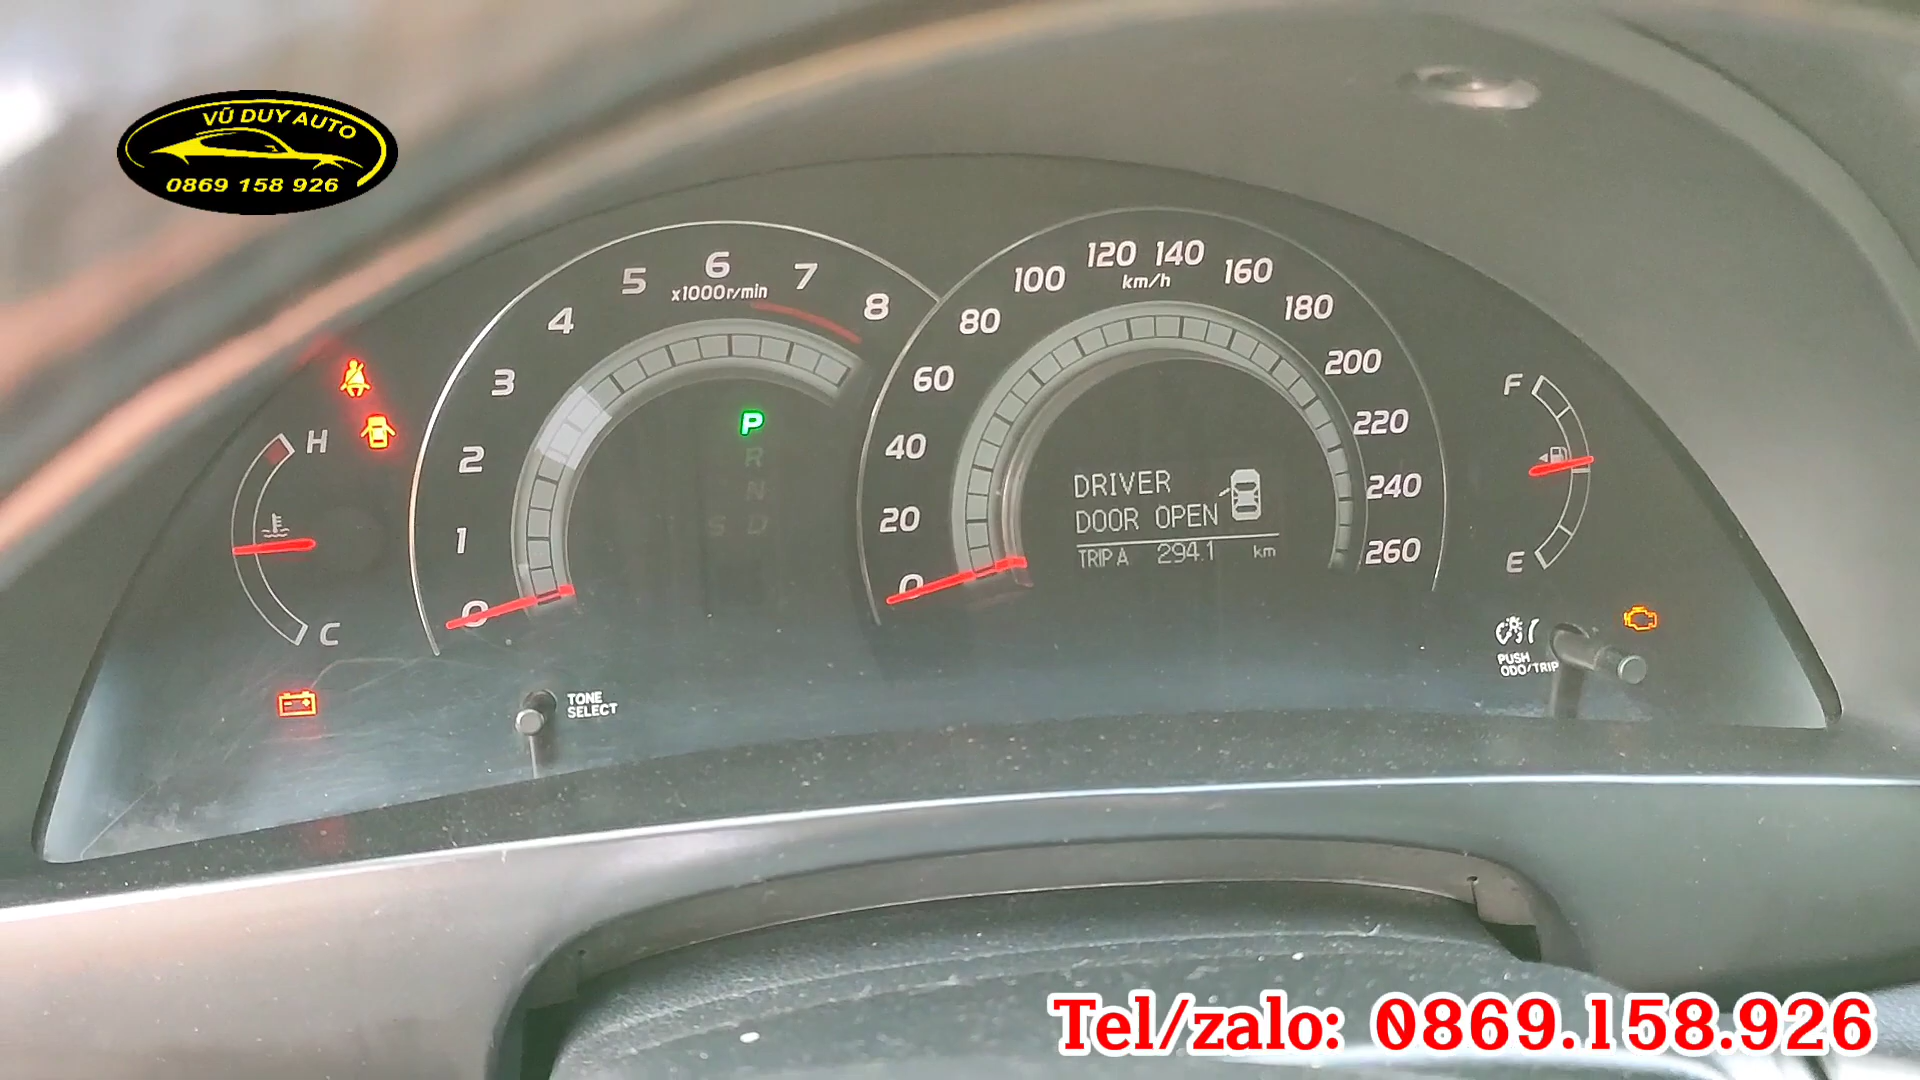 VŨ DUY AUTO
0869 158 926
0
1
2
3
4
5
6
7
8
x1000r/min
P
R
N
S D
0
20
40
60
80
100
120
140
160
180
200
220
240
260
km/h
DRIVER
DOOR OPEN
TRIP A 294.1 km
H
C
F
E
TONE
SELECT
PUSH
ODO/TRIP
Tel/zalo: 0869.158.926